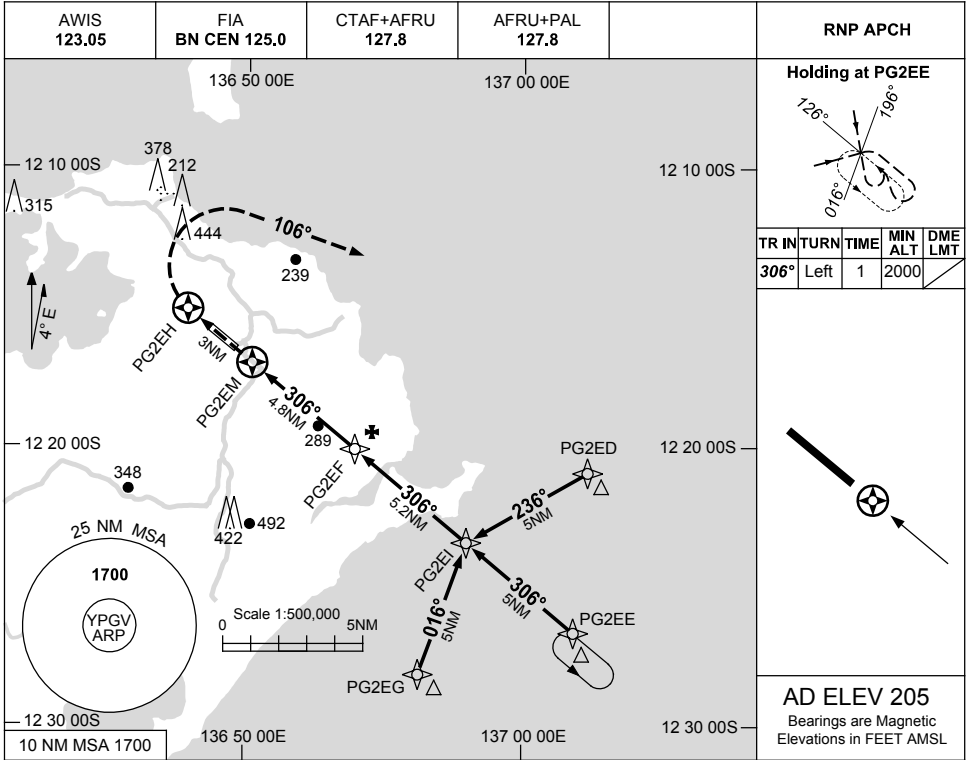 AWIS
123.05
FIA
BN CEN 125.0
CTAF+AFRU
127.8
AFRU+PAL
127.8
RNP APCH
136 50 00E
137 00 00E
Holding at PG2EE
126°
196°
016°
TR IN TURN TIME MIN ALT DME LMT
306° Left 1 2000
12 10 00S
12 10 00S
378
212
315
444
106°
239
4° E
PG2EH
3NM
PG2EM
306°
4.8NM
289
12 20 00S
12 20 00S
PG2EF
PG2ED
348
306°
5.2NM
236°
5NM
492
422
25 NM MSA
1700
YPGV
ARP
PG2EI
Scale 1:500,000
0 5NM
306°
5NM
016°
5NM
PG2EE
PG2EG
12 30 00S
12 30 00S
10 NM MSA 1700
136 50 00E
137 00 00E
AD ELEV 205
Bearings are Magnetic
Elevations in FEET AMSL